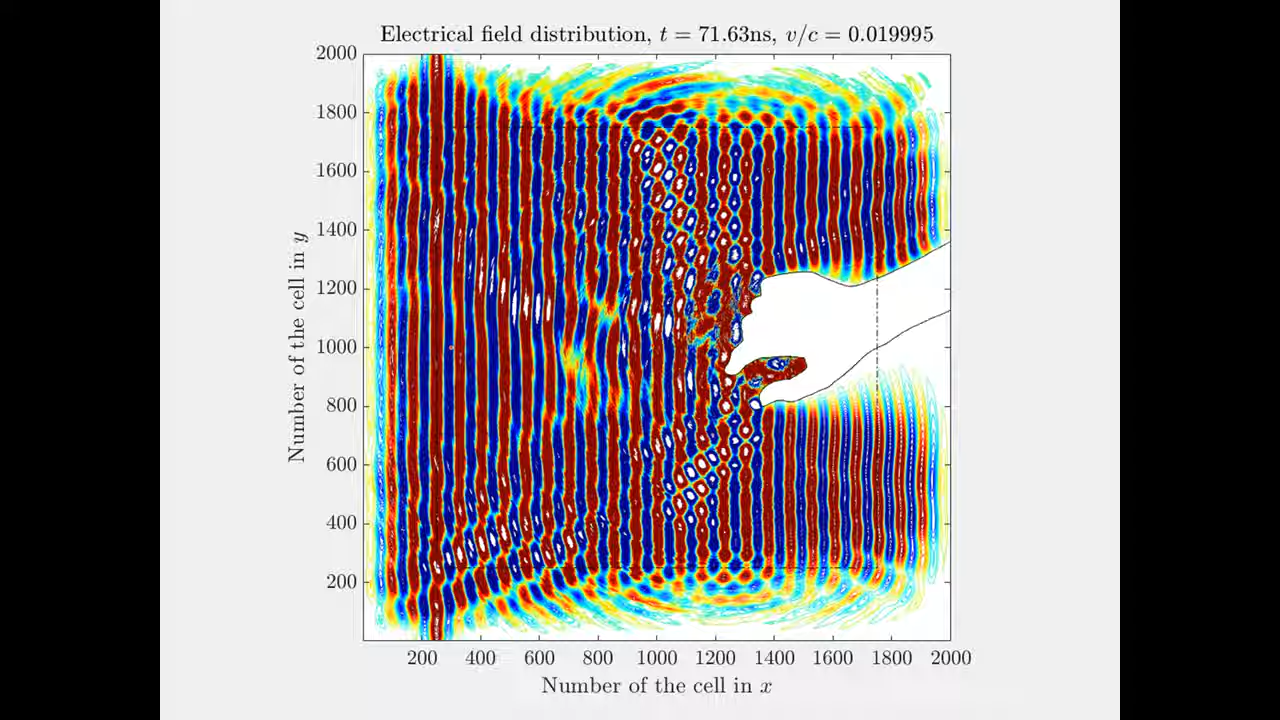 Electrical field distribution, t = 71.63ns, v/c = 0.019995
2000
1800
1600
1400
1200
1000
800
600
400
200
Number of the cell in y
200 400 600 800 1000 1200 1400 1600 1800 2000
Number of the cell in x